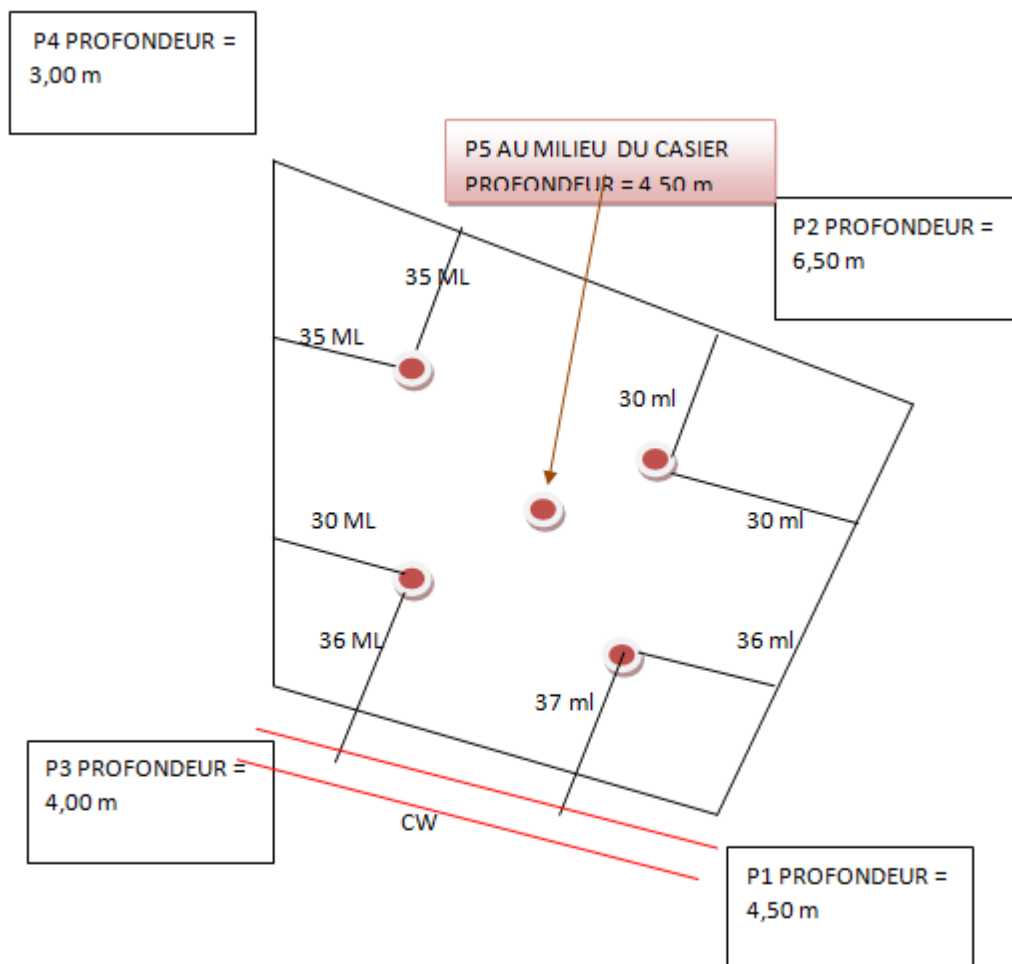 P4 PROFONDEUR =
3,00 m
P5 AU MILIEU DU CASIER
PROFONDEUR = 4.50 m
P2 PROFONDEUR =
6,50 m
35 ML
35 ML
30 ml
30 ml
30 ML
36 ML
36 ml
37 ml
P3 PROFONDEUR =
4,00 m
CW
P1 PROFONDEUR =
4,50 m